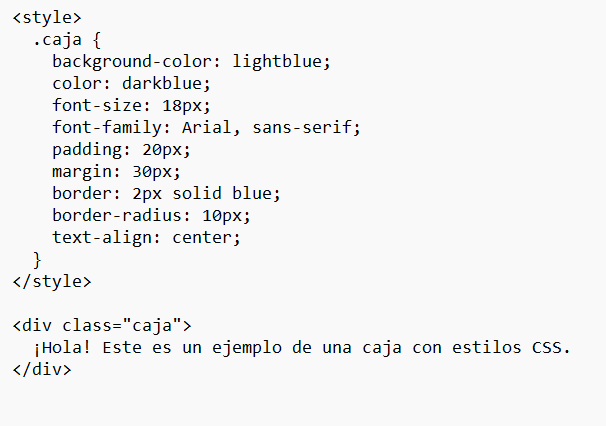 <style>
  .caja {
    background-color: lightblue;
    color: darkblue;
    font-size: 18px;
    font-family: Arial, sans-serif;
    padding: 20px;
    margin: 30px;
    border: 2px solid blue;
    border-radius: 10px;
    text-align: center;
  }
</style>

<div class="caja">
  ¡Hola! Este es un ejemplo de una caja con estilos CSS.
</div>